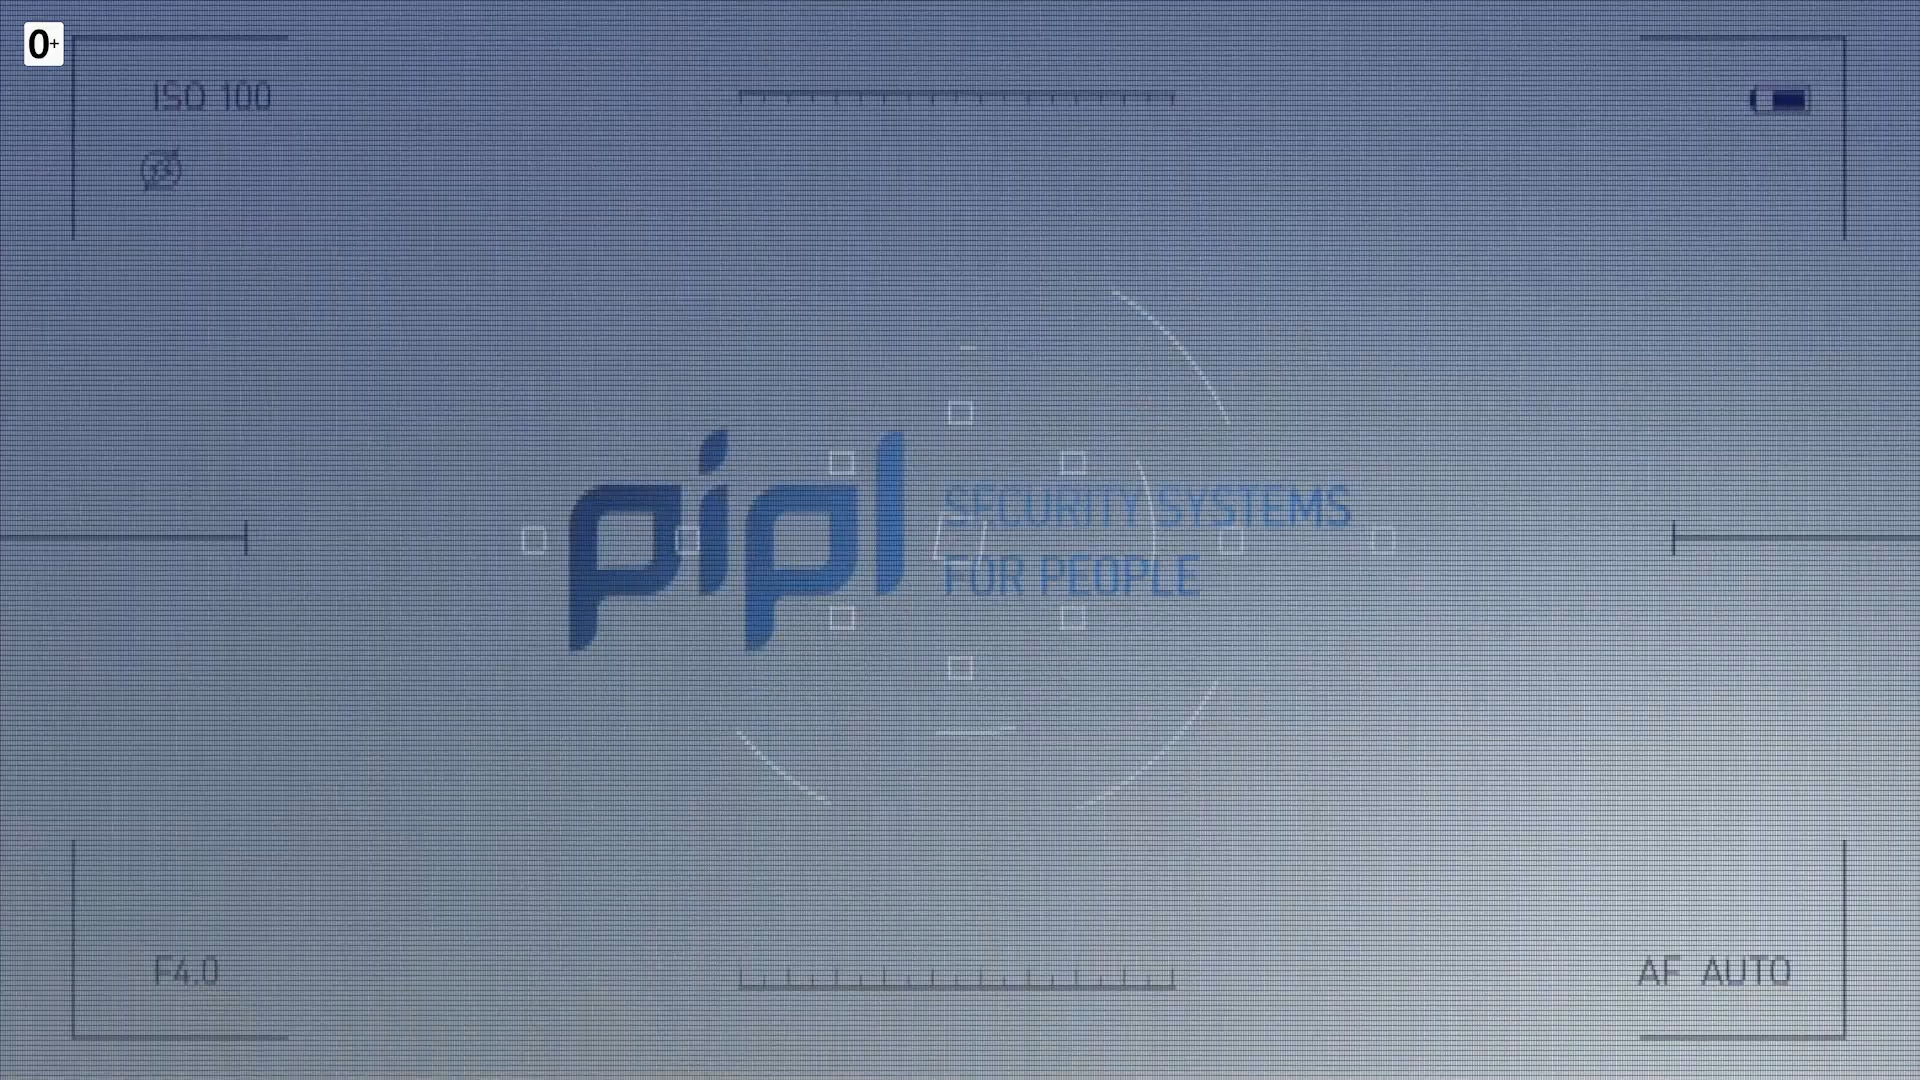 0+
ISO 100
pipl
SECURITY SYSTEMS
FOR PEOPLE
F4.0
AF AUTO